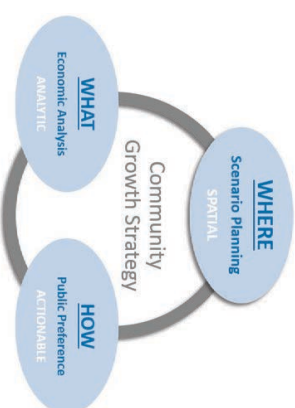 WHERE
Scenario Planning
SPATIAL
Community
Growth Strategy
WHAT
Economic Analysis
ANALYTIC
HOW
Public Preference
ACTIONABLE